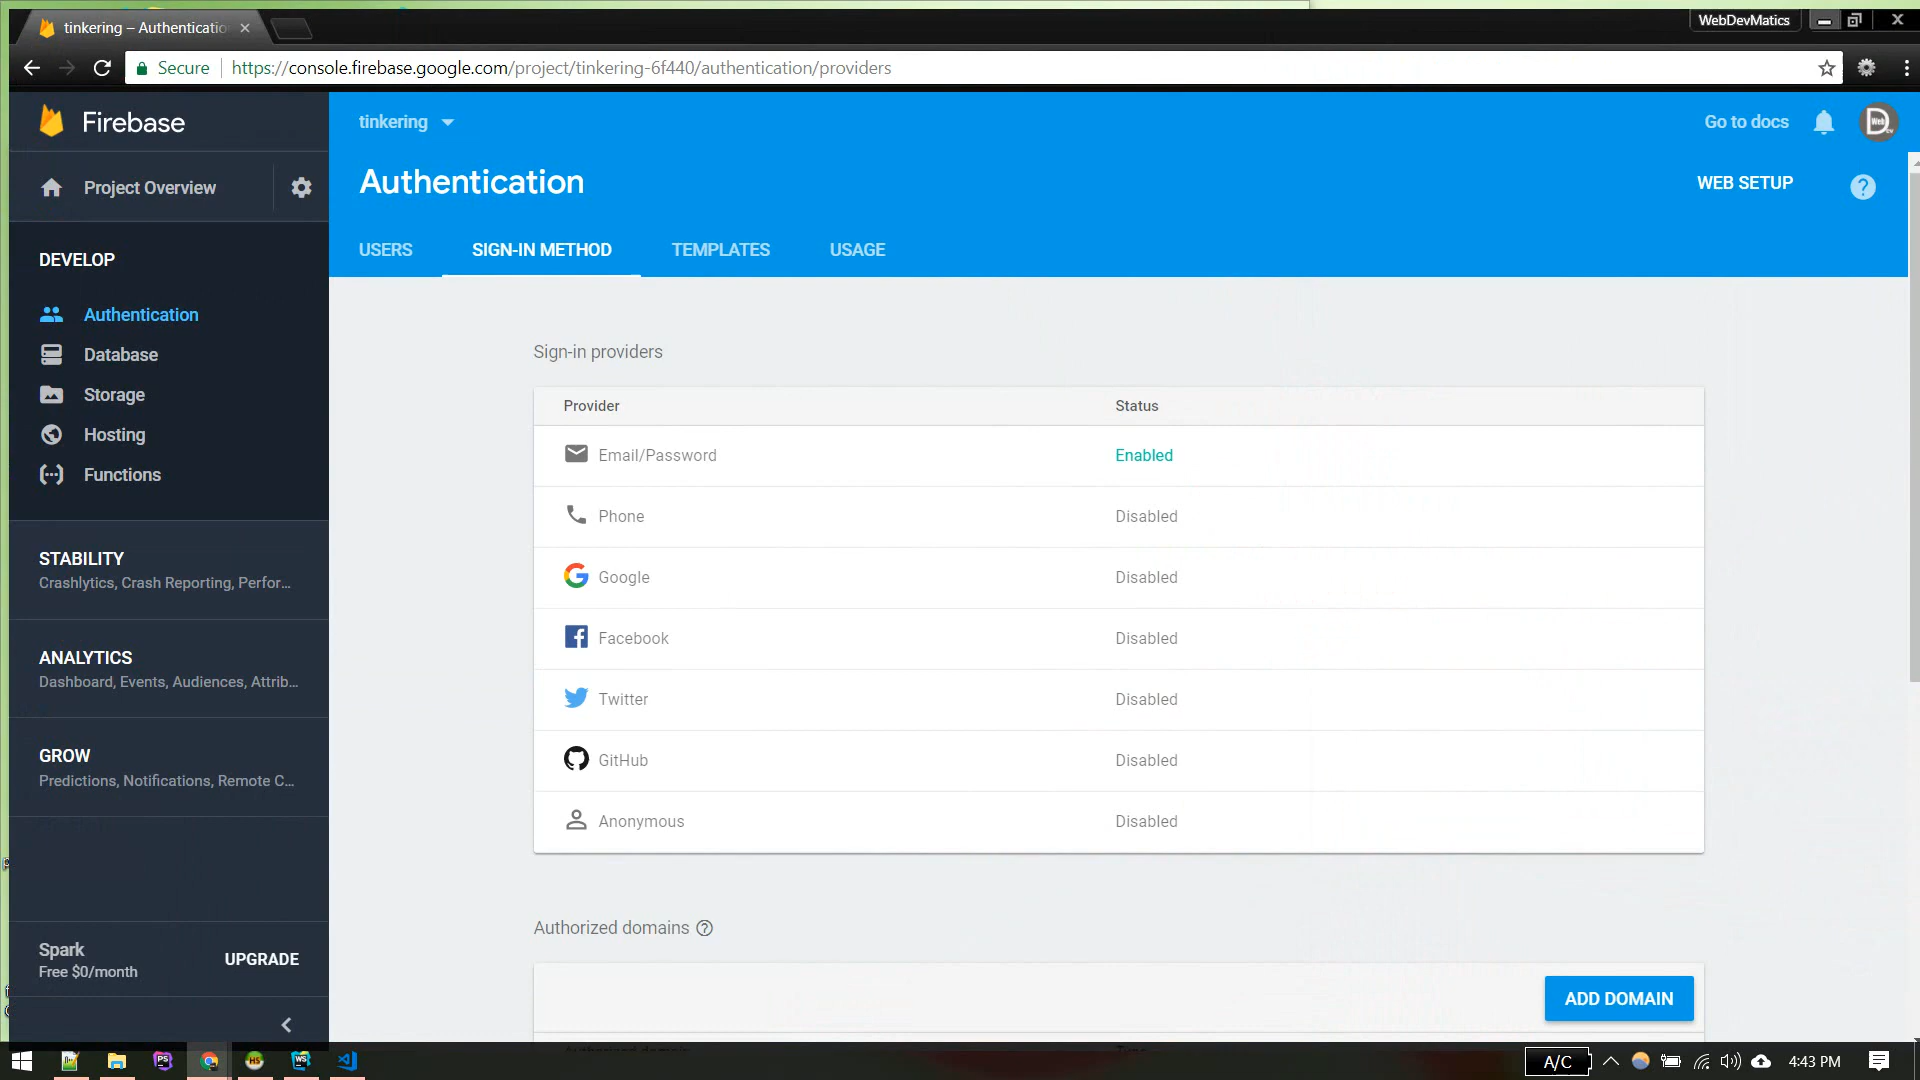 tinkering – Authenticatio
WebDevMatics
Secure
https://console.firebase.google.com/project/tinkering-6f440/authentication/providers
Firebase
tinkering
Go to docs
Project Overview
Authentication
WEB SETUP
?
USERS
SIGN-IN METHOD
TEMPLATES
USAGE
DEVELOP
Authentication
Database
Storage
Hosting
Functions
STABILITY
Crashlytics, Crash Reporting, Perfor...
ANALYTICS
Dashboard, Events, Audiences, Attrib...
GROW
Predictions, Notifications, Remote C...
Spark
Free $0/month
UPGRADE
Sign-in providers
Provider
Status
Email/Password
Enabled
Phone
Disabled
Google
Disabled
Facebook
Disabled
Twitter
Disabled
GitHub
Disabled
Anonymous
Disabled
Authorized domains ?
ADD DOMAIN
A/C
4:43 PM